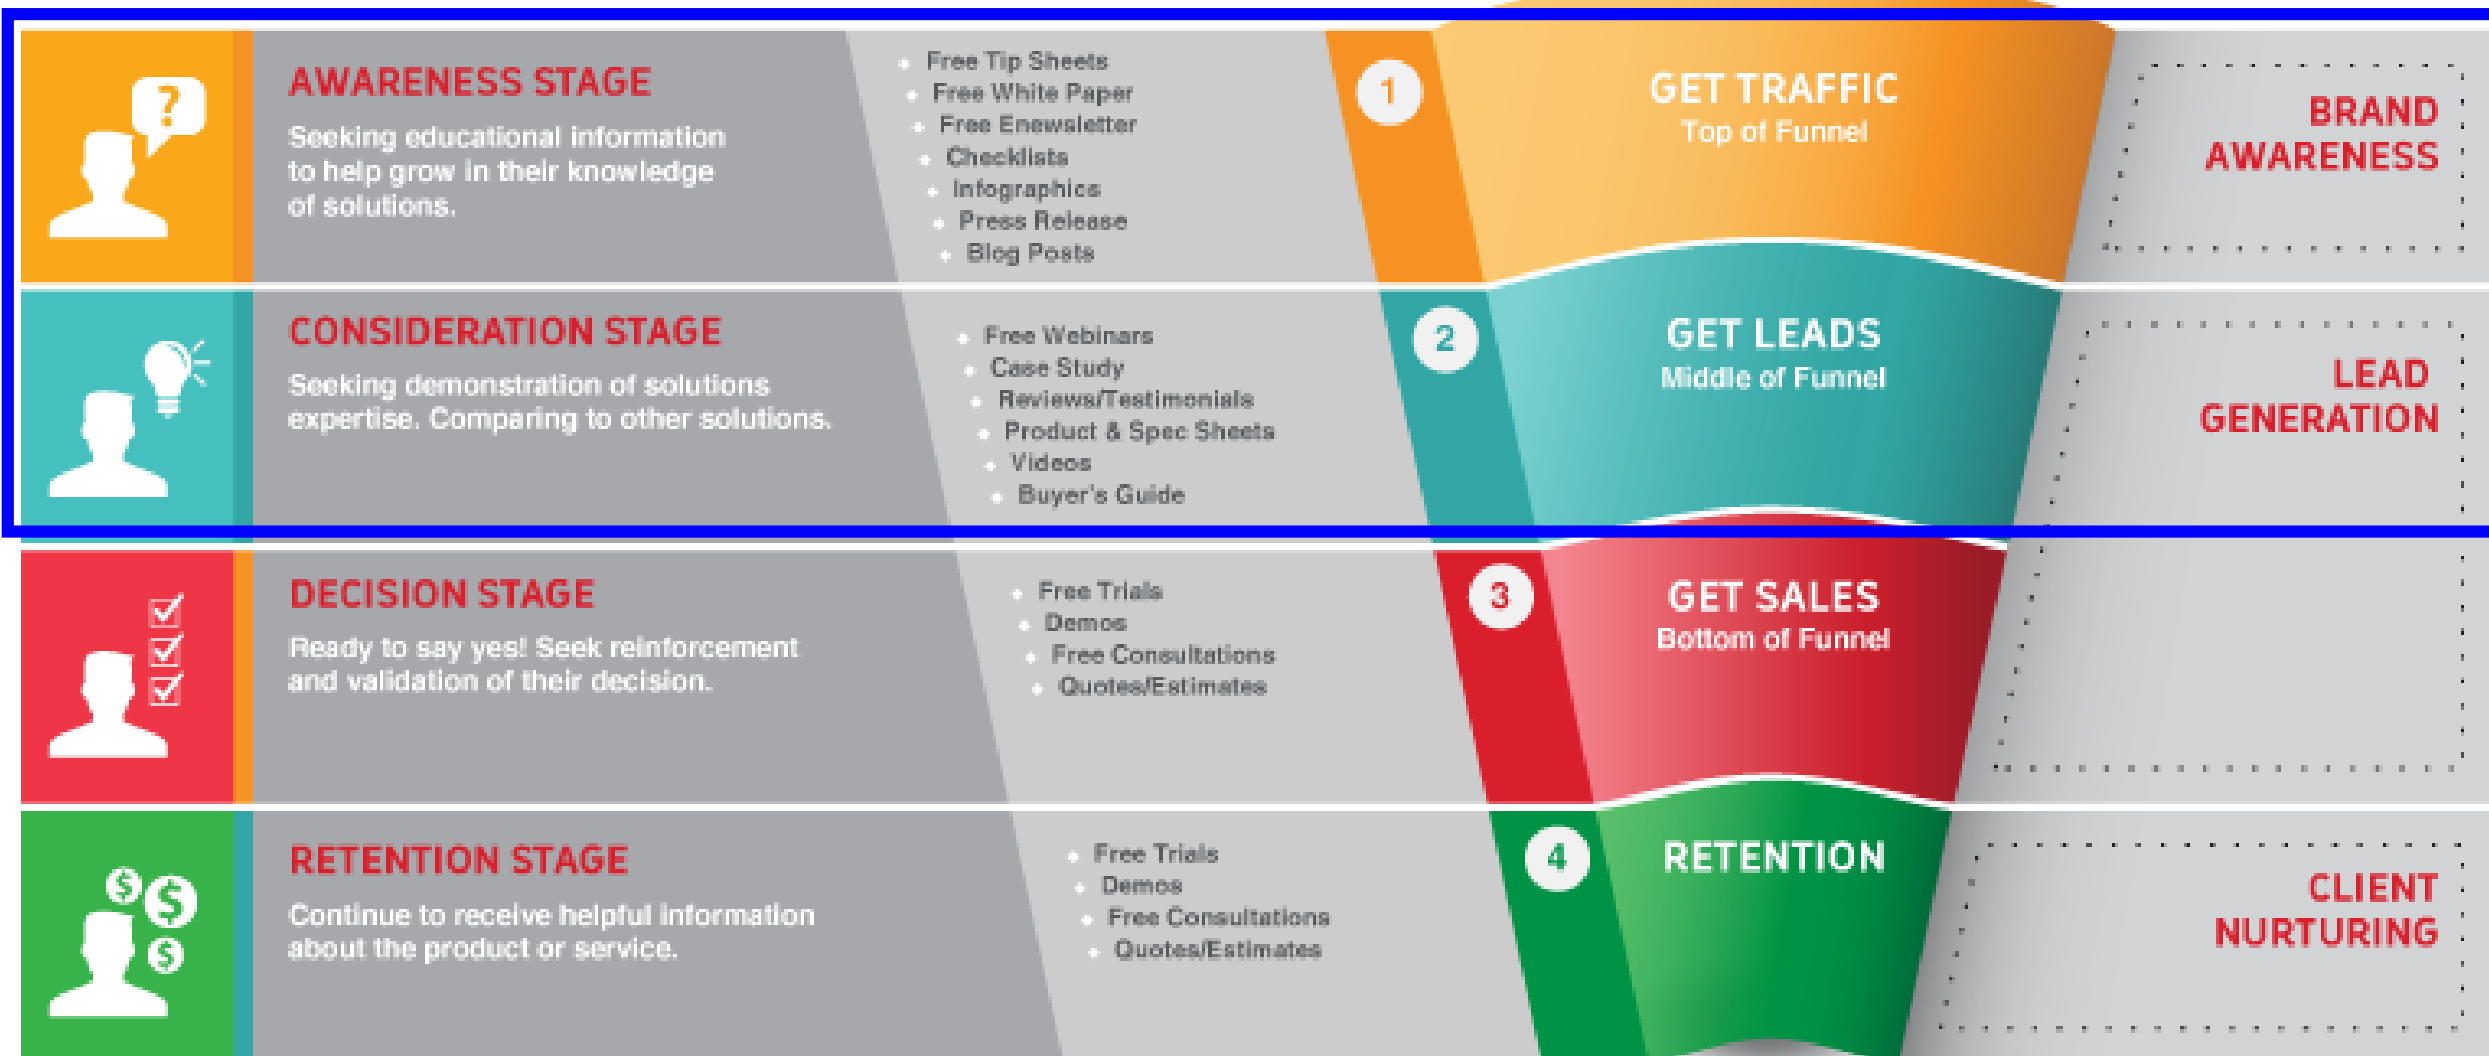 ?
AWARENESS STAGE
Seeking educational information
to help grow in their knowledge
of solutions.
Free Tip Sheets
Free White Paper
Free Enewsletter
Checklists
Infographics
Press Release
Blog Posts
1
GET TRAFFIC
Top of Funnel
BRAND
AWARENESS
CONSIDERATION STAGE
Seeking demonstration of solutions
expertise. Comparing to other solutions.
Free Webinars
Case Study
Reviews/Testimonials
Product & Spec Sheets
Videos
Buyer's Guide
2
GET LEADS
Middle of Funnel
LEAD
GENERATION
DECISION STAGE
Ready to say yes! Seek reinforcement
and validation of their decision.
Free Trials
Demos
Free Consultations
Quotes/Estimates
3
GET SALES
Bottom of Funnel
$ $
$
RETENTION STAGE
Continue to receive helpful information
about the product or service.
Free Trials
Demos
Free Consultations
Quotes/Estimates
4
RETENTION
CLIENT
NURTURING